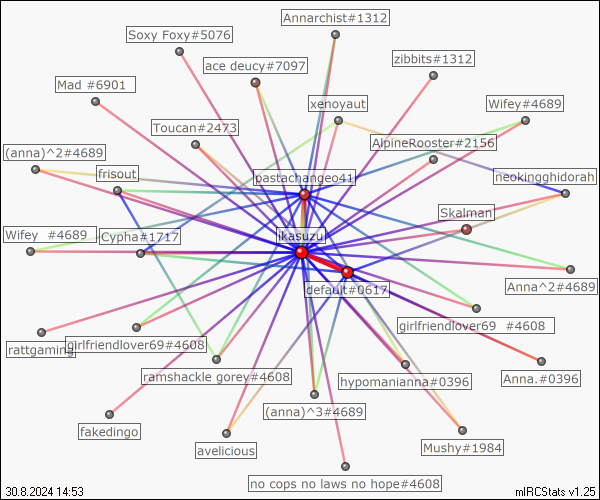 Annarchist#1312
Soxy Foxy#5076
zibbits#1312
ace deucy#7097
Mad #6901
xenoyaut
Wifey#4689
Toucan#2473
AlpineRooster#2156
(anna)^2#4689
frisout
pastachangeo41
neokingghidorah
Skalman
Wifey  #4689
Cypha#1717
ikasuzu
default#0617
Anna^2#4689
girlfriendlover69  #4608
rattgaming
girlfriendlover69#4608
ramshackle gorey#4608
hypomanianna#0396
Anna.#0396
(anna)^3#4689
fakedingo
avelicious
Mushy#1984
no cops no laws no hope#4608
30.8.2024 14:53
mIRCStats v1.25